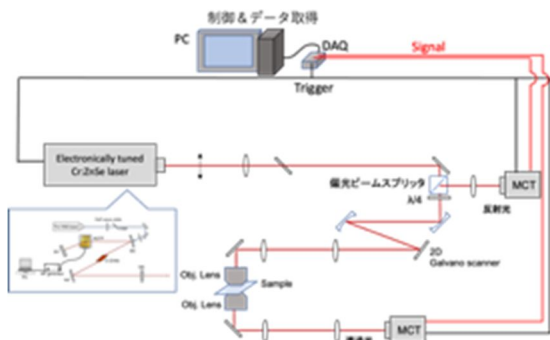 制御＆データ取得
PC
DAQ
Signal
Trigger
Electronically tuned
Cr:ZnSe laser
偏光ビームスプリッタ
λ/4
MCT
反射光
2D
Galvano scanner
Obj. Lens
Sample
Obj. Lens
MCT